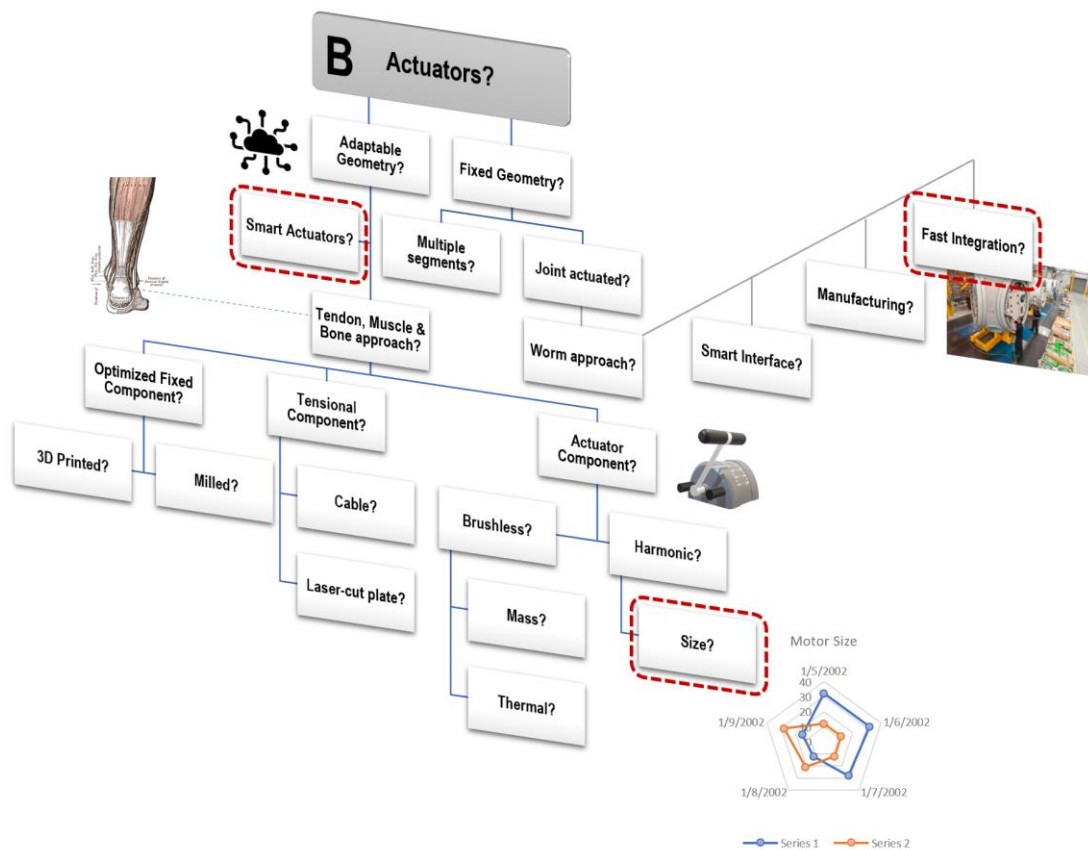 B Actuators?
Adaptable
Geometry?
Fixed Geometry?
Smart Actuators?
Multiple
segments?
Joint actuated?
Fast Integration?
Manufacturing?
Smart Interface?
Worm approach?
Tendon, Muscle &
Bone approach?
Optimized Fixed
Component?
Tensional
Component?
Actuator
Component?
3D Printed?
Milled?
Cable?
Laser-cut plate?
Brushless?
Harmonic?
Mass?
Thermal?
Size?
Motor Size
1/5/2002
40
30
20
10
0
1/6/2002
1/7/2002
1/8/2002
1/9/2002
Series 1
Series 2